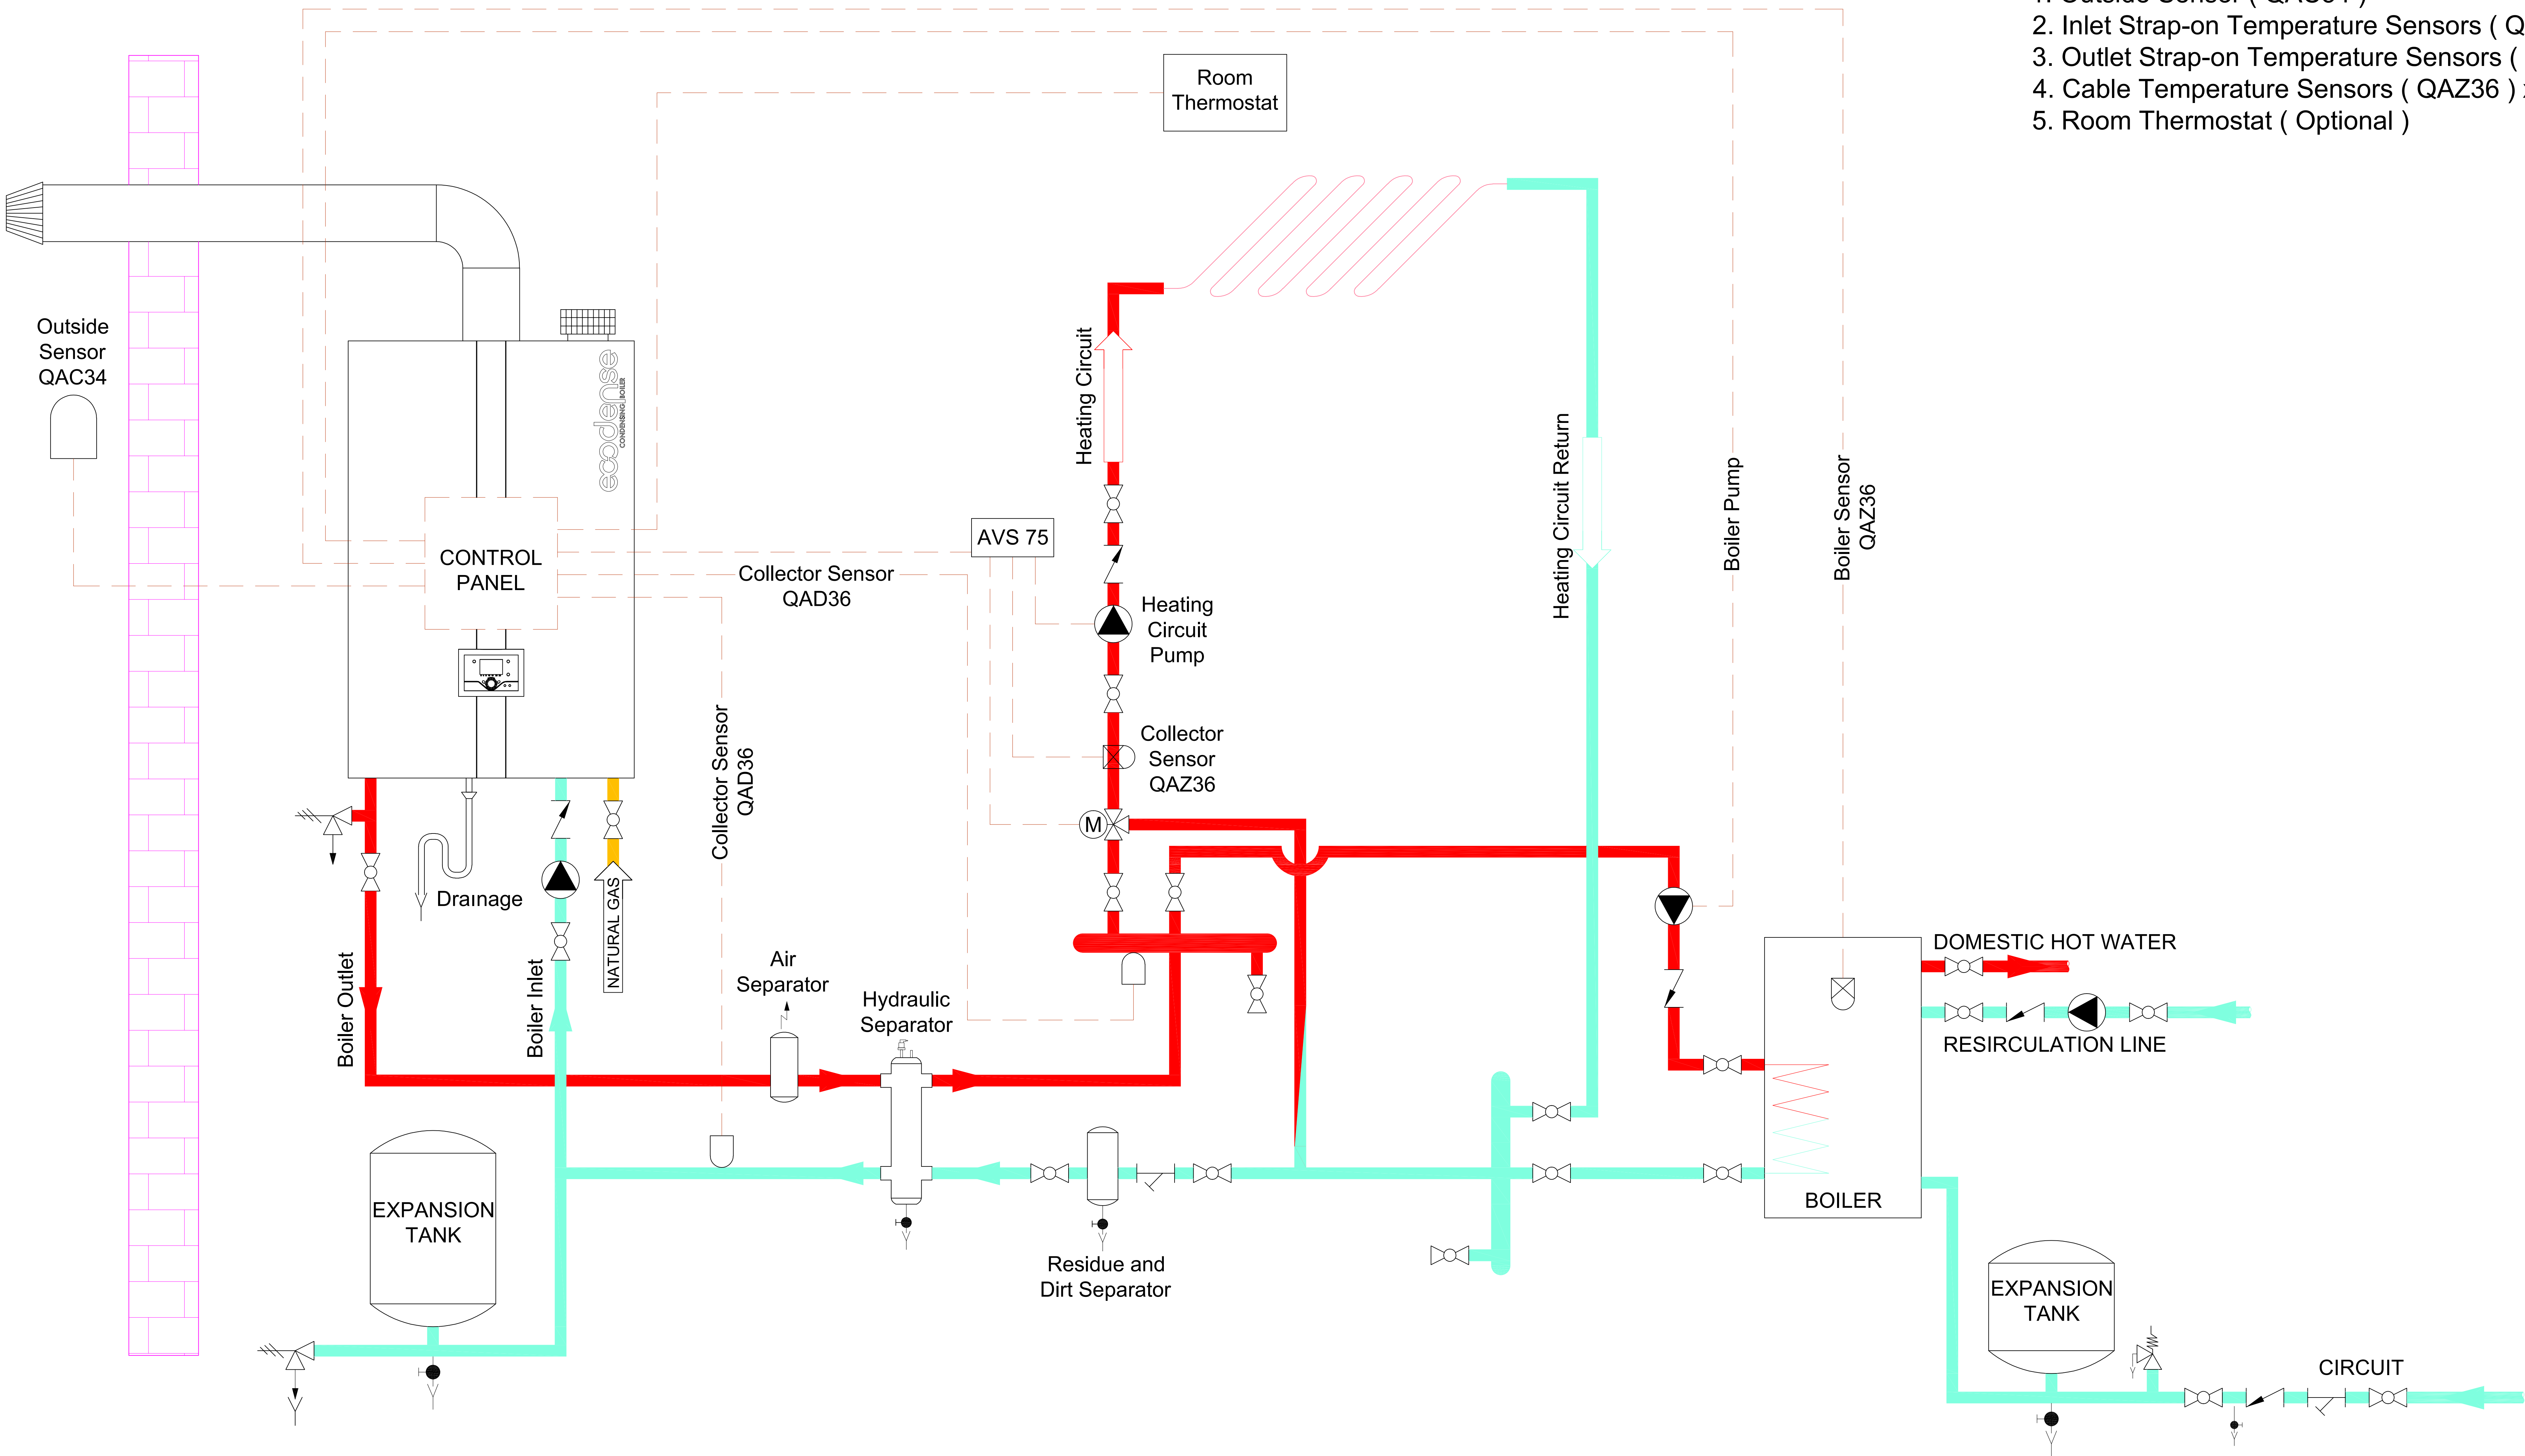 2. Inlet Strap-on Temperature Sensors ( Q
3. Outlet Strap-on Temperature Sensors (
4. Cable Temperature Sensors ( QAZ36 )
5. Room Thermostat ( Optional )
Room
Thermostat
Outside
Sensor
QAC34
ecodense
CONDENSING BOILER
CONTROL
PANEL
AVS 75
Collector Sensor
QAD36
Heating Circuit
Heating
Circuit
Pump
Heating Circuit Return
Boiler Pump
Boiler Sensor
QAZ36
Collector Sensor
QAD36
Collector
Sensor
QAZ36
M
Drainage
NATURAL GAS
Boiler Outlet
Boiler Inlet
Air
Separator
Hydraulic
Separator
DOMESTIC HOT WATER
RESIRCULATION LINE
BOILER
EXPANSION
TANK
Residue and
Dirt Separator
EXPANSION
TANK
CIRCUIT